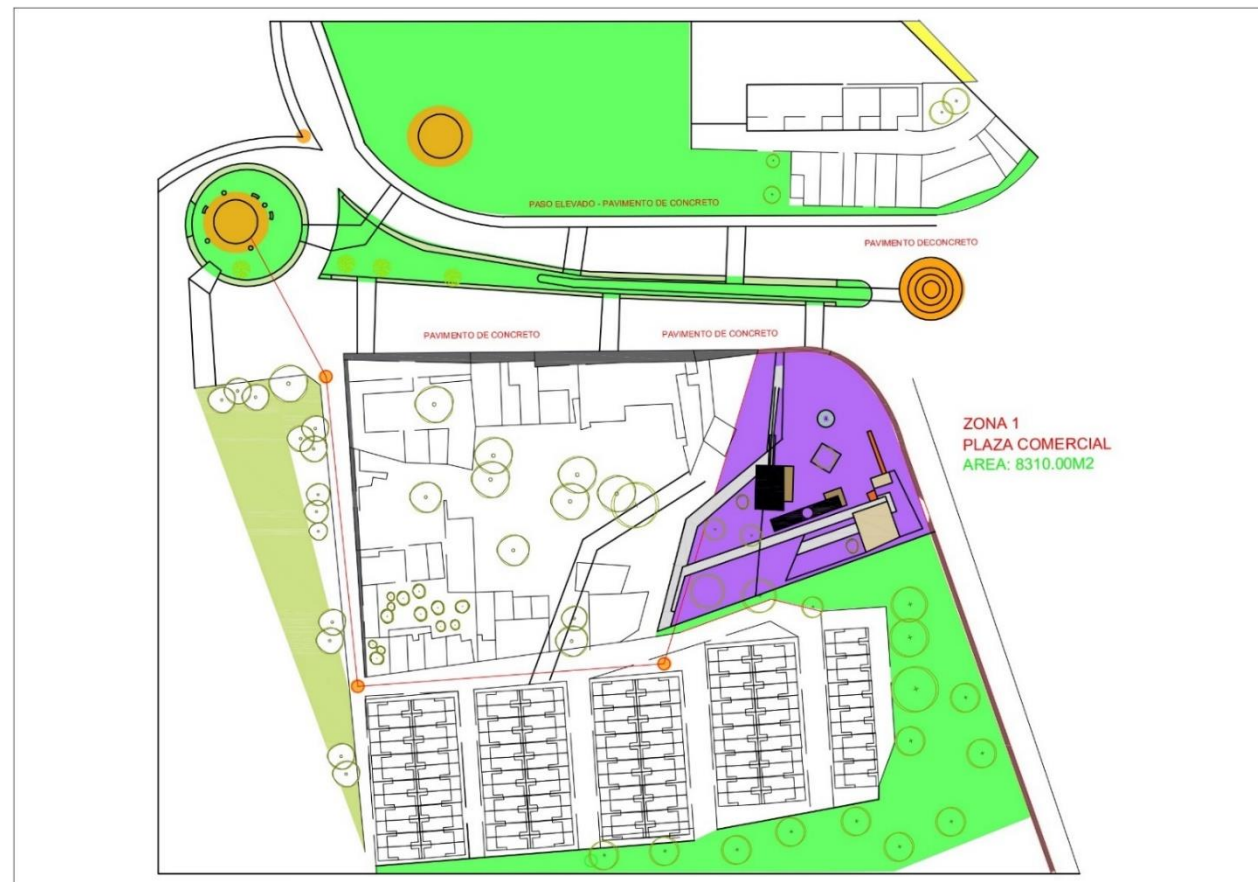 PASO ELEVADO - PAVIMENTO DE CONCRETO
PAVIMENTO DECONCRETO
PAVIMENTO DE CONCRETO
PAVIMENTO DE CONCRETO
ZONA 1
PLAZA COMERCIAL
AREA: 8310.00M2